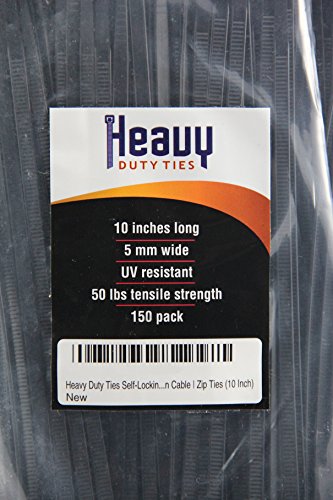 Heavy
DUTY TIES
10 inches long
5 mm wide
UV resistant
50 lbs tensile strength
150 pack
Heavy Duty Ties Self-Lockin...n Cable | Zip Ties (10 Inch)
New